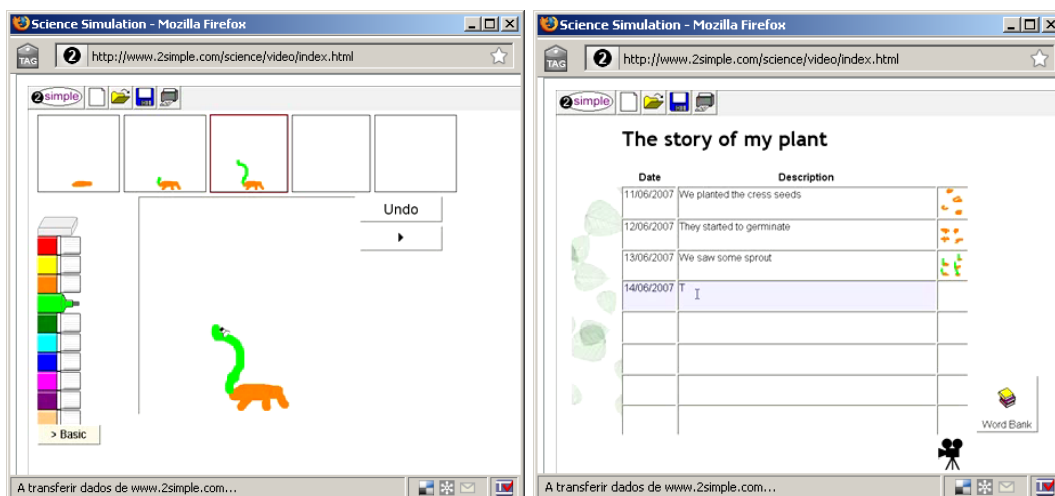 Science Simulation - Mozilla Firefox
TAG
2 http://www.2simple.com/science/video/index.html
2simple
Undo
> Basic
A transferir dados de www.2simple.com...
Science Simulation - Mozilla Firefox
TAG
2 http://www.2simple.com/science/video/index.html
2simple
The story of my plant
Date Description
11/06/2007 We planted the cress seeds
12/06/2007 They started to germinate
13/06/2007 We saw some sprout
14/06/2007 T
Word Bank
A transferir dados de www.2simple.com...